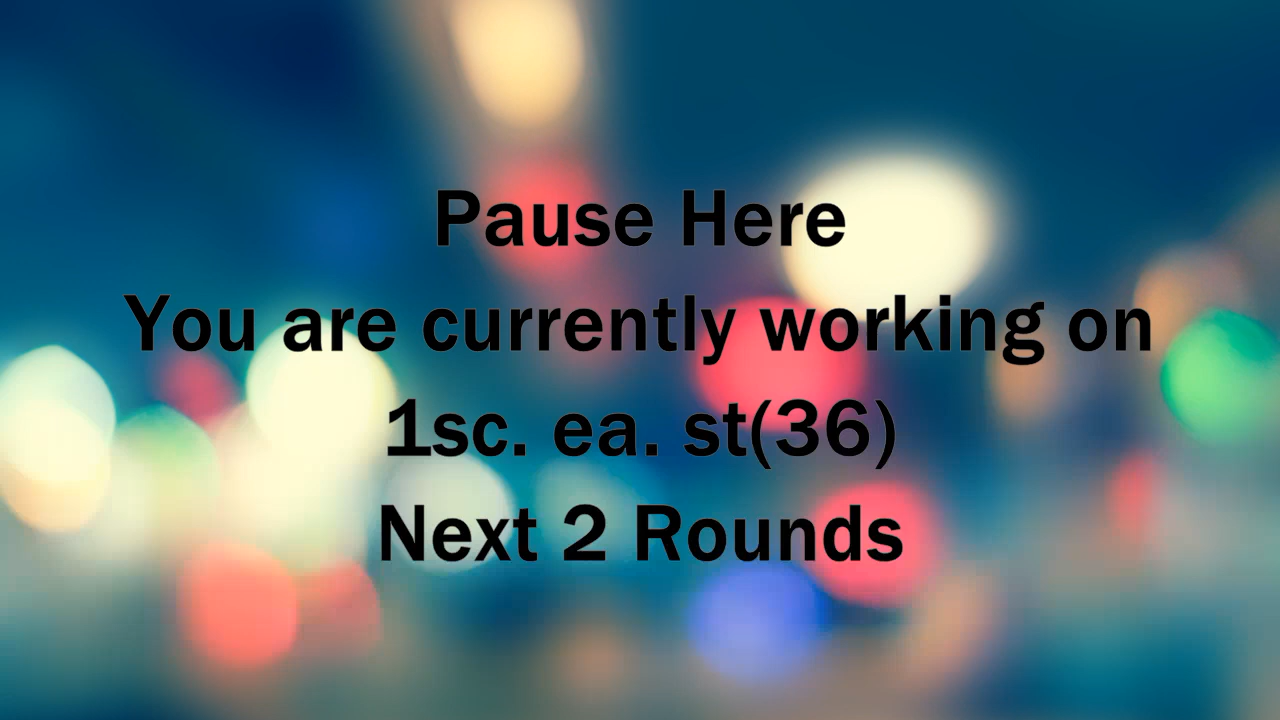 Pause Here
You are currently working on
1sc. ea. st(36)
Next 2 Rounds